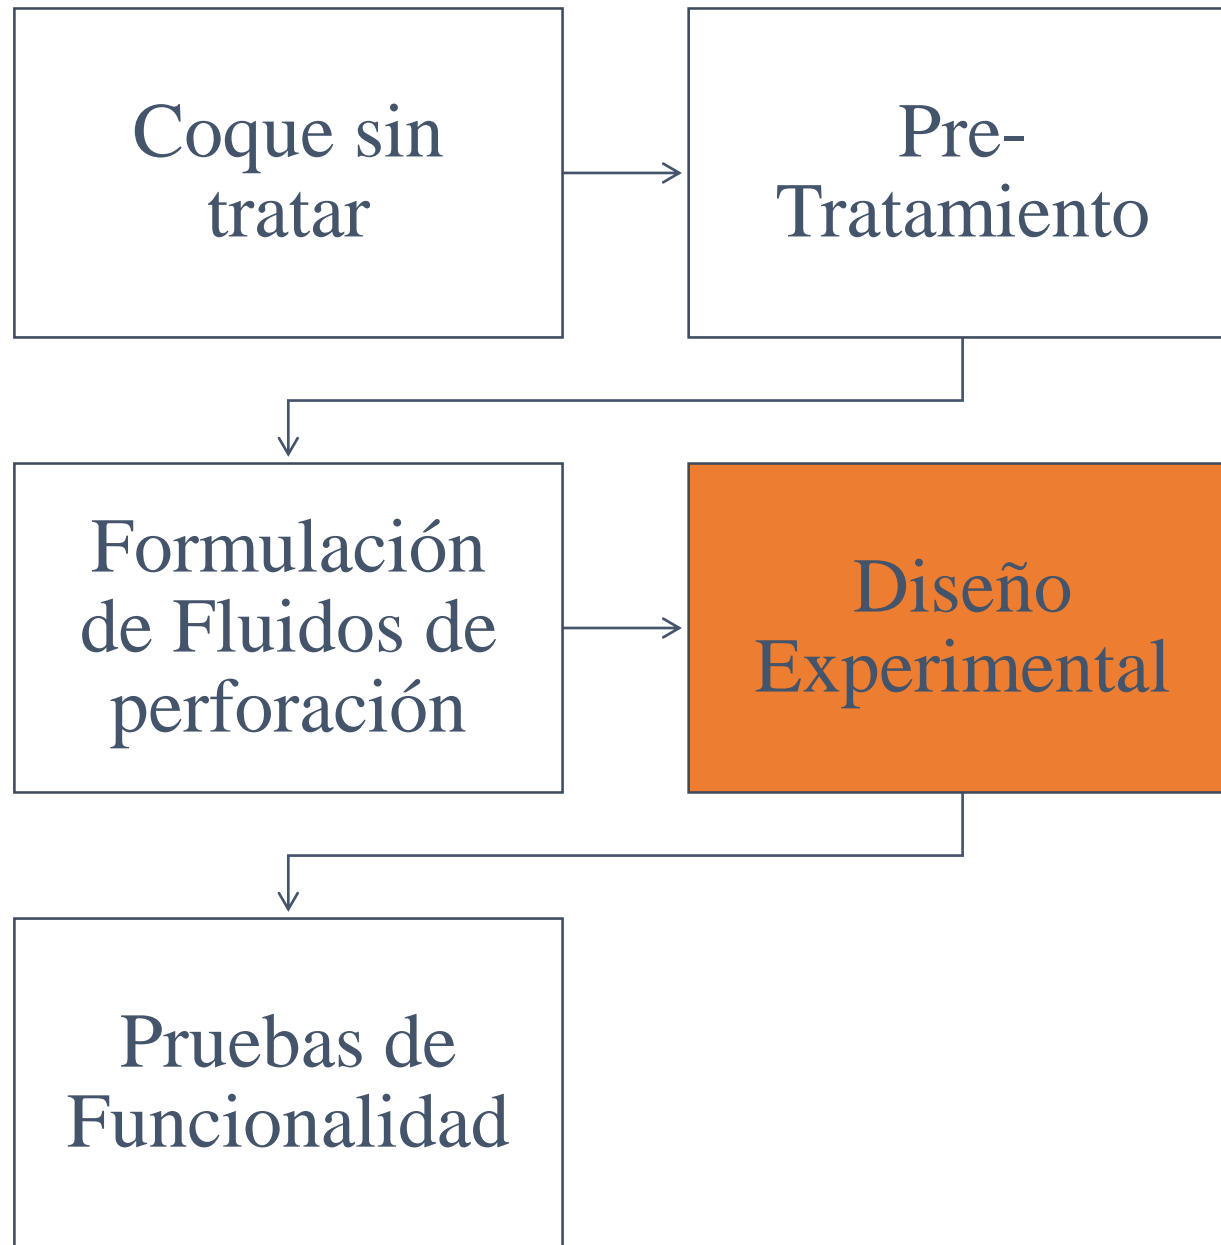 Coque sin
tratar
Pre-
Tratamiento
Formulación
de Fluidos de
perforación
Diseño
Experimental
Pruebas de
Funcionalidad